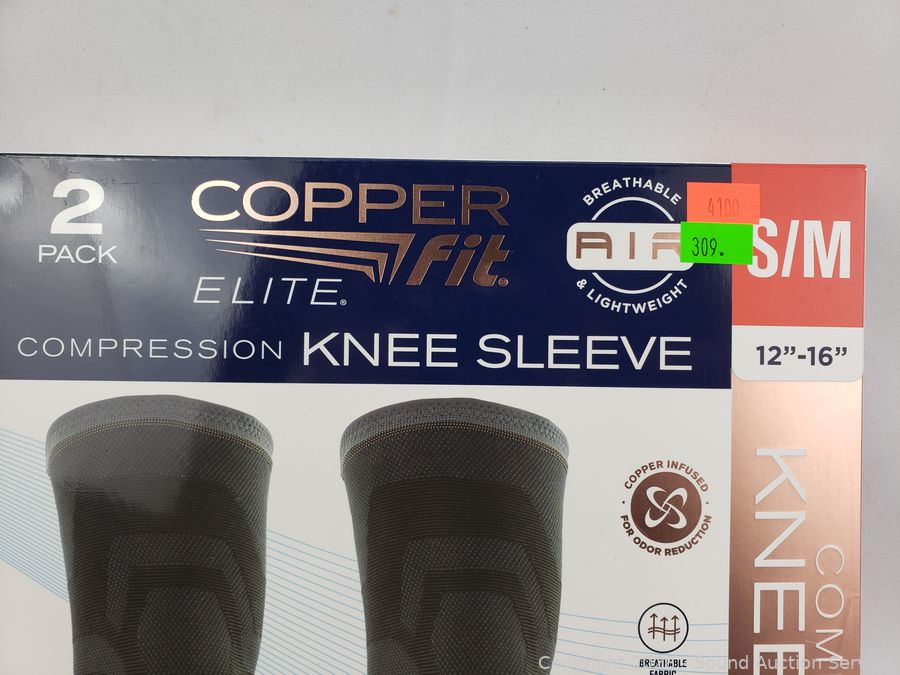 2
PACK
COPPER
fit®
ELITE®
COMPRESSION KNEE SLEEVE
BREATHABLE
AIR
& LIGHTWEIGHT
4100
309.
S/M
12”-16”
COPPER INFUSED
FOR ODOR REDUCTION
BREATHABLE
FABRIC
COM
KNEE
Copyright Sound Auction Service